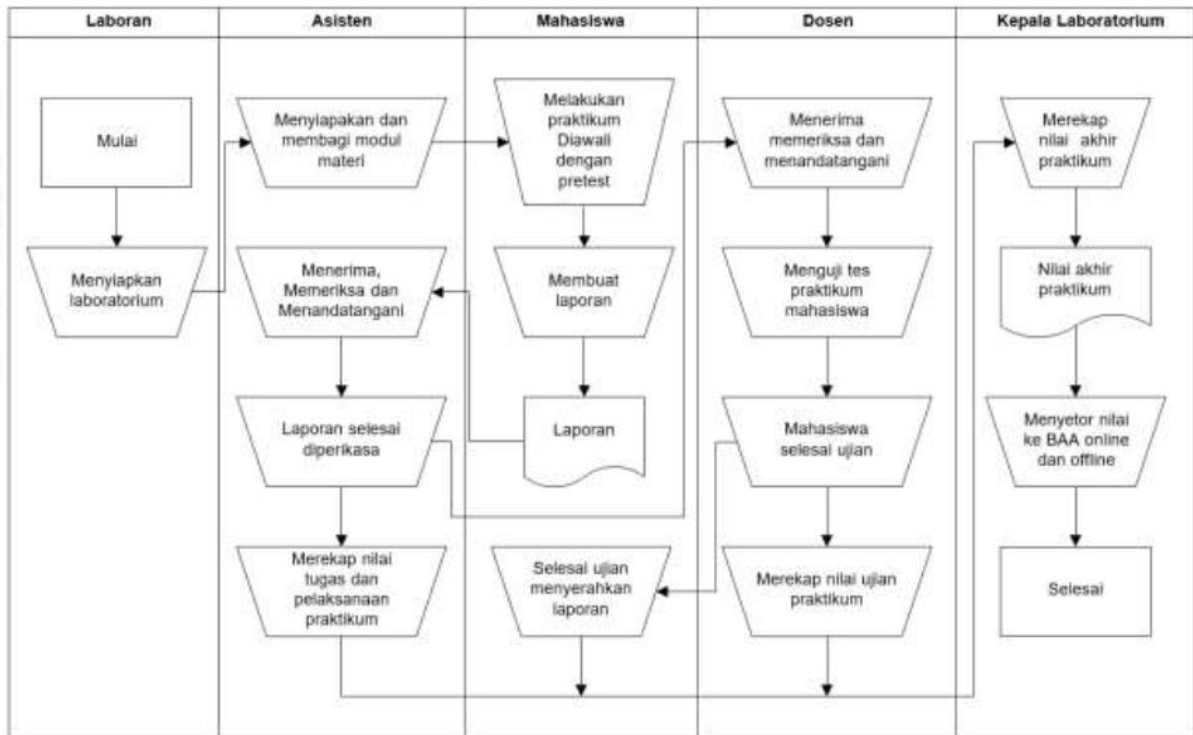 Laboran
Asisten
Mahasiswa
Dosen
Kepala Laboratorium
Mulai
Menyiapkan
laboratorium
Menyiapakan dan
membagi modul
materi
Menerima,
Memeriksa dan
Menandatangani
Laporan selesai
diperikasa
Merekap nilai
tugas dan
pelaksanaan
praktikum
Melakukan
praktikum
Diawali
dengan
pretest
Membuat
laporan
Laporan
Selesai ujian
menyerahkan
laporan
Menerima
memeriksa dan
menandatangani
Menguji tes
praktikum
mahasiswa
Mahasiswa
selesai ujian
Merekap nilai ujian
praktikum
Merekap
nilai akhir
praktikum
Nilai akhir
praktikum
Menyetor nilai
ke BAA online
dan offline
Selesai